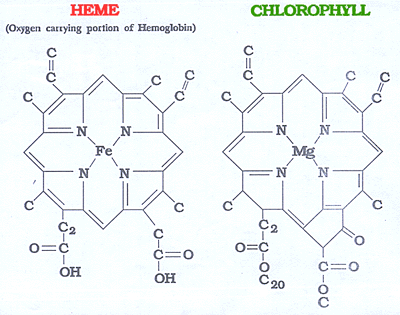 HEME
(Oxygen carrying portion of Hemoglobin)
C
C
C
C
C
N N
Fe
N N
C C
C2 C
O C
O C
OH
OH
CHLOROPHYLL
C
C
C C
C
C
N N
Mg
N N
C C
C2
O
O C
O
C20
C O
O
C